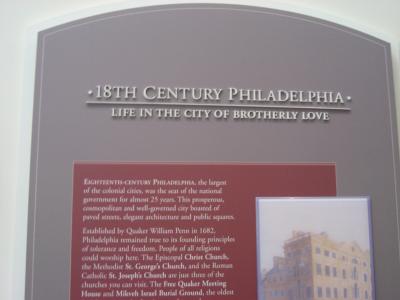 · 18TH CENTURY PHILADELPHIA ·
LIFE IN THE CITY OF BROTHERLY LOVE
EIGHTEENTH-CENTURY PHILADELPHIA, the largest
of the colonial cities, was the seat of the national
government for almost 25 years. This prosperous,
cosmopolitan and well-governed city boasted of
paved streets, elegant architecture and public squares.
Established by Quaker William Penn in 1682,
Philadelphia remained true to its founding principles
of tolerance and freedom. People of all religions
could worship here. The Episcopal Christ Church,
the Methodist St. George's Church, and the Roman
Catholic St. Joseph's Church are just three of the
churches you can visit. The Free Quaker Meeting
House and Mikveh Israel Burial Ground, the oldest